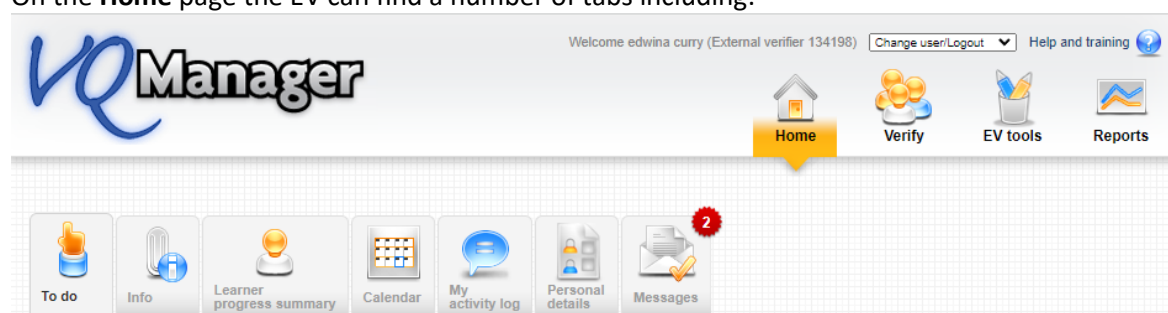 On the Home page the EV can find a number of tabs including:
VQManager
Welcome edwina curry (External verifier 134198) Change user/Logout Help and training ?
Home Verify EV tools Reports
2
To do Info Learner progress summary Calendar My activity log Personal details Messages